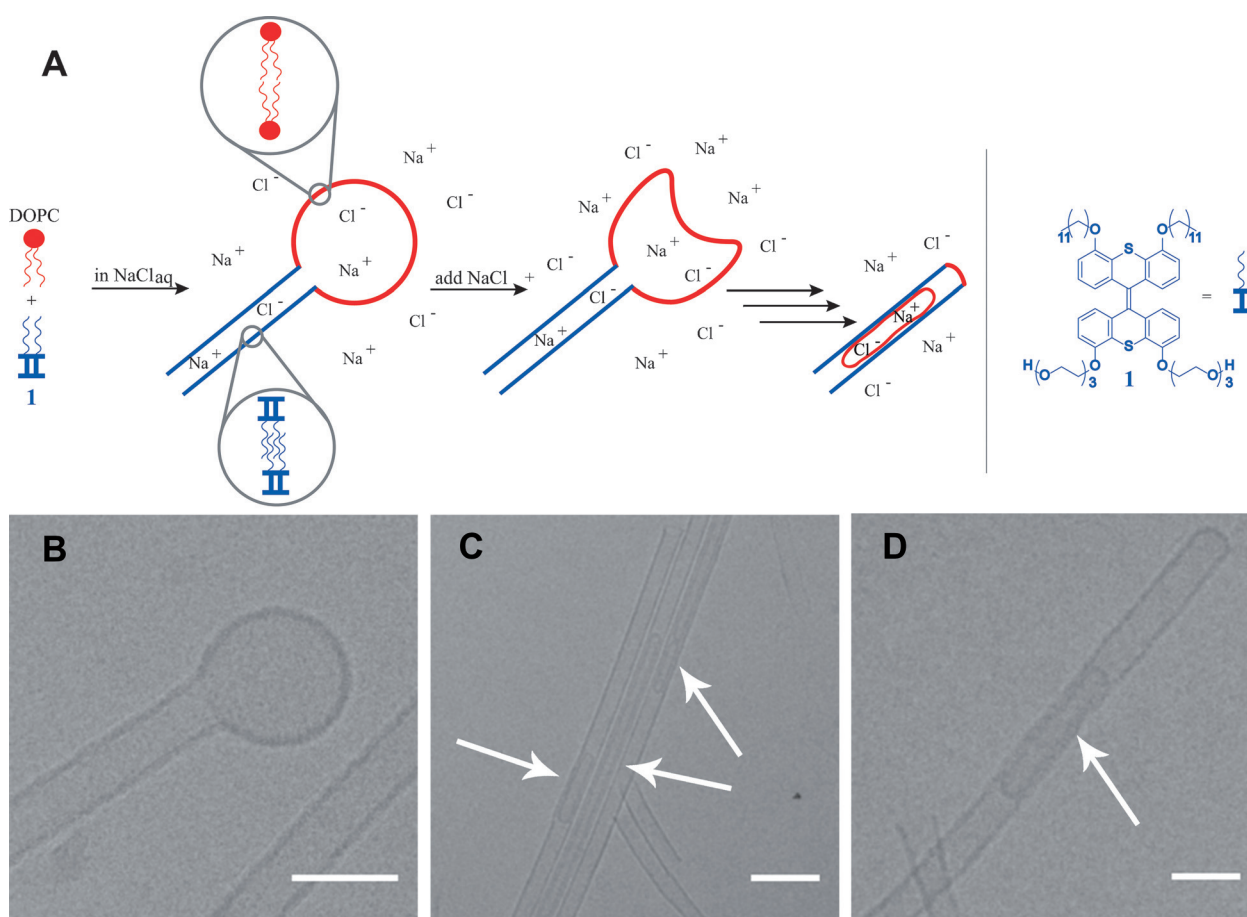 A
DOPC
+
1
in NaClaq
Na +
Cl -
Na +
Cl -
Cl -
Na +
Cl -
Na +
Cl -
Na +
add NaCl
+
Cl -
Na +
Na +
Na +
Cl -
Na +
Cl -
Cl -
Cl -
Na +
Cl -
Na +
Cl -
Na +
Na +
Cl -
Na +
Cl -
( )11 O O ( )11
S
S
H(O )3 O O( O)3 H
1
=
B
C
D